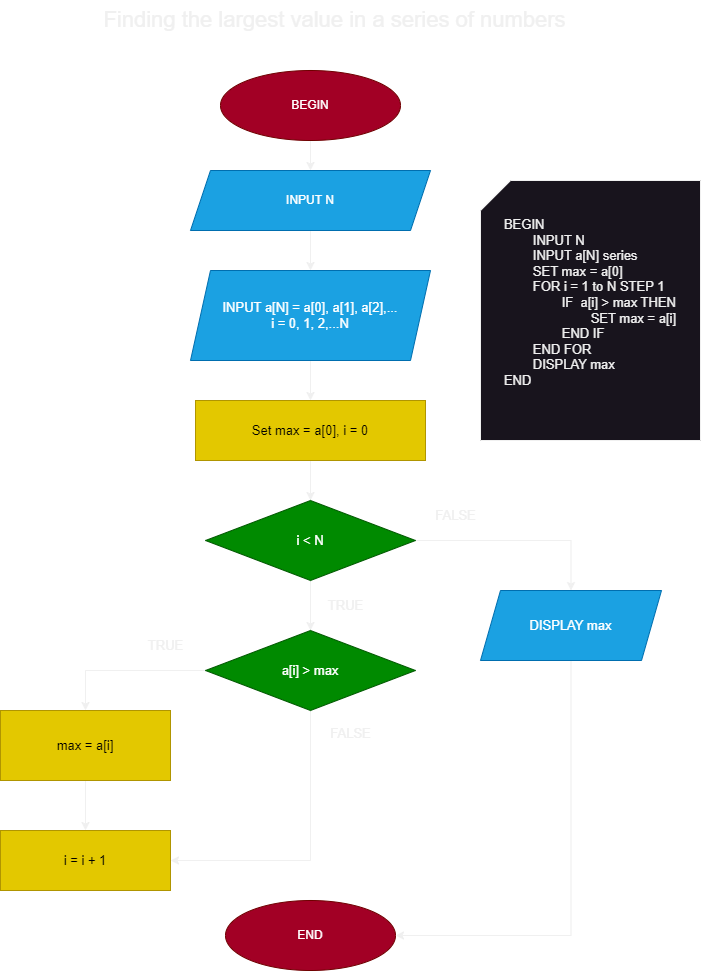 Finding the largest value in a series of numbers
BEGIN
INPUT N
INPUT a[N] = a[0], a[1], a[2],...
i = 0, 1, 2,...N
Set max = a[0], i = 0
i < N
FALSE
TRUE
DISPLAY max
TRUE
a[i] > max
FALSE
max = a[i]
i = i + 1
END
BEGIN
INPUT N
INPUT a[N] series
SET max = a[0]
FOR i = 1 to N STEP 1
IF a[i] > max THEN
SET max = a[i]
END IF
END FOR
DISPLAY max
END